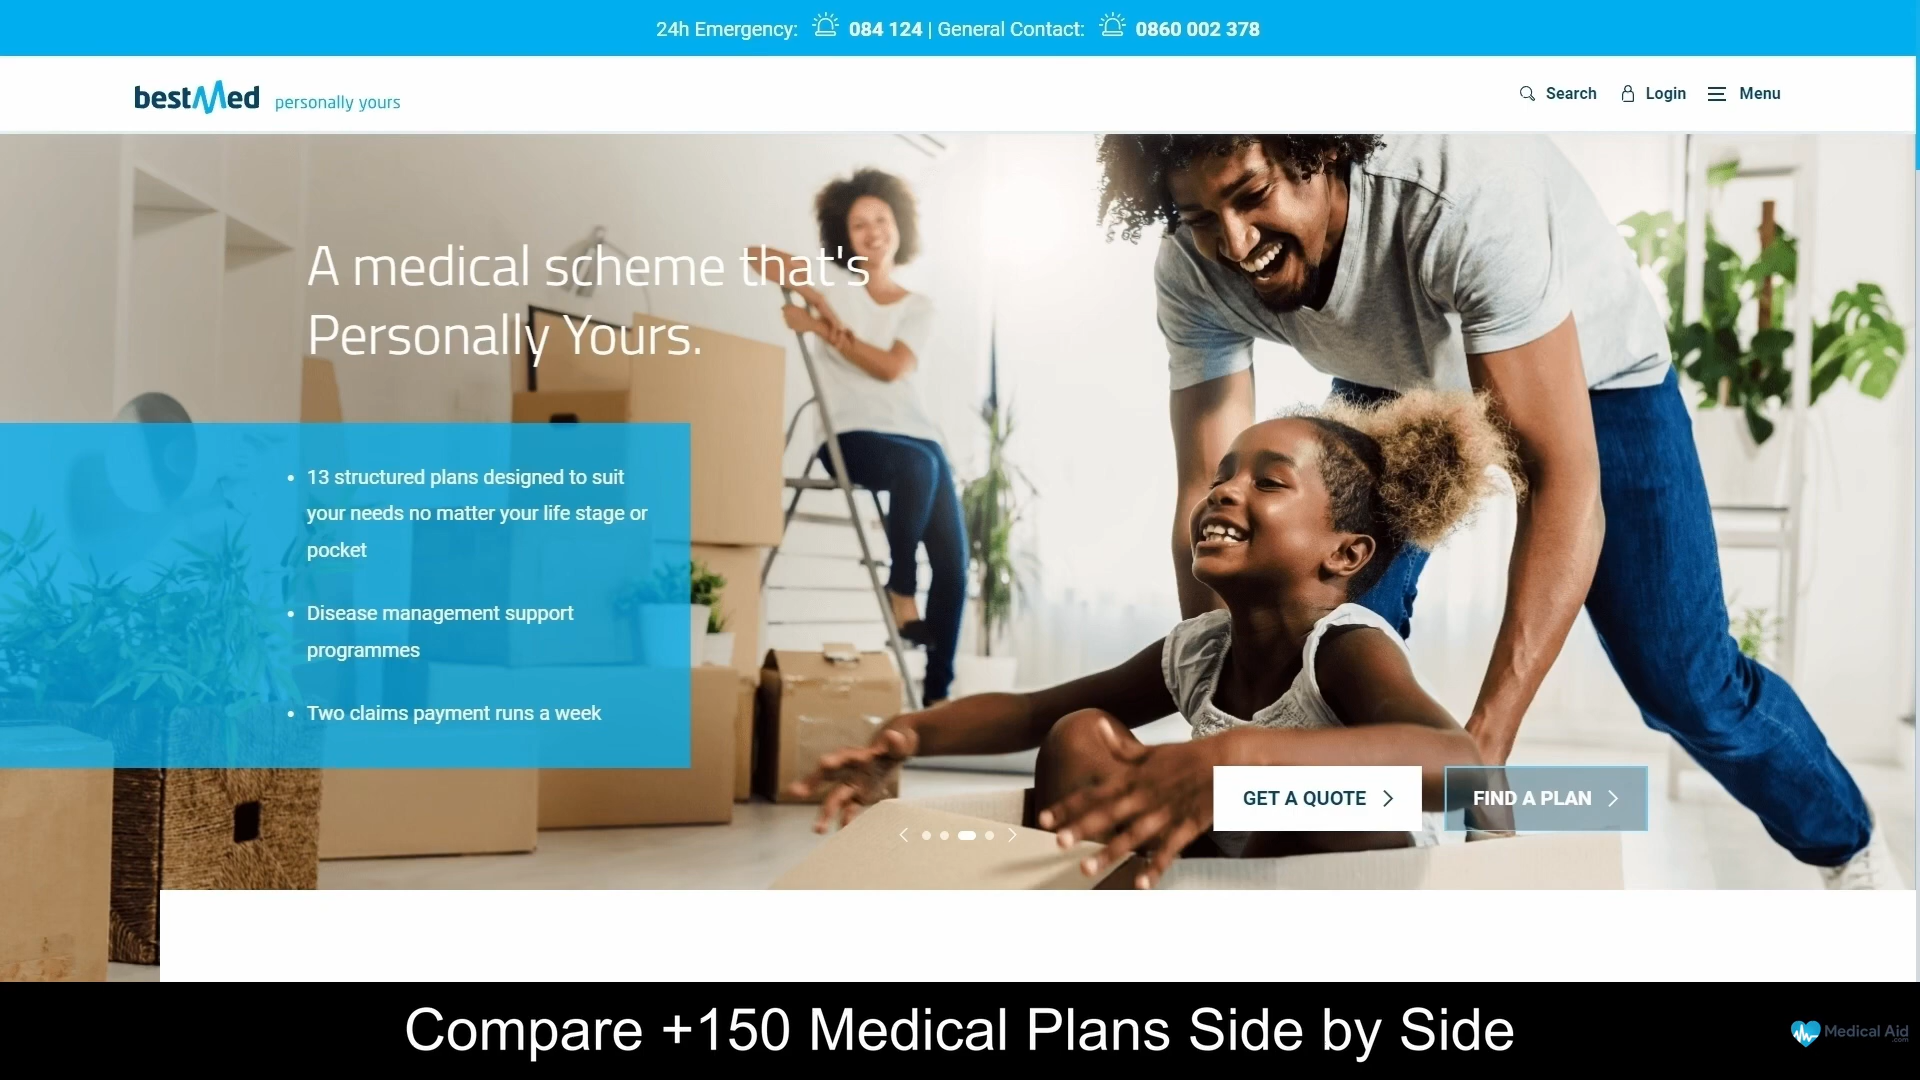 24h Emergency: 084 124 | General Contact: 0860 002 378
bestMed personally yours
Search Login Menu
A medical scheme that's
Personally Yours.
• 13 structured plans designed to suit
your needs no matter your life stage or
pocket
• Disease management support
programmes
• Two claims payment runs a week
GET A QUOTE
FIND A PLAN
Compare +150 Medical Plans Side by Side
Medical Aid
.com